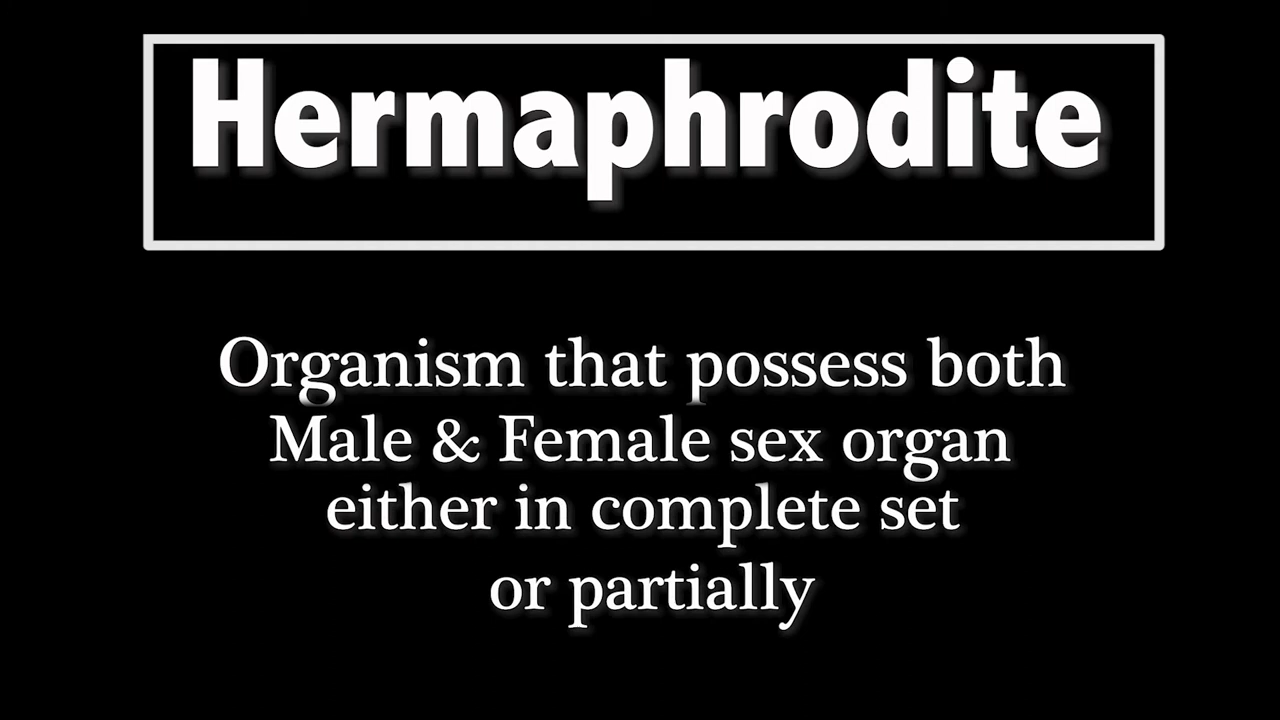 Hermaphrodite
Organism that possess both
Male & Female sex organ
either in complete set
or partially